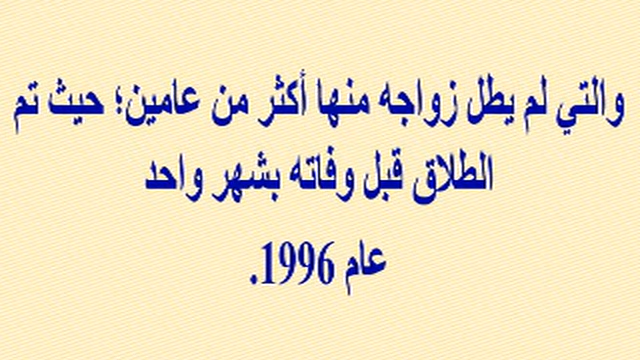 والتي لم يطل زواجه منها أكثر من عامين؛ حيث تم
الطلاق قبل وفاته بشهر واحد
عام 1996.